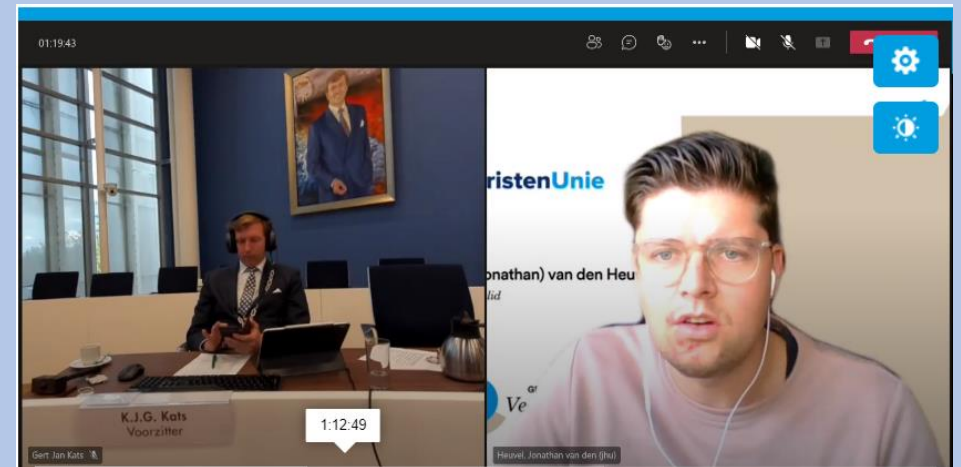 01:19:43
ristenUnie
onathan) van den Heu
lid
Ve
K.J.G. Kats
Voorzitter
1:12:49
Gert Jan Kats
Heuvel, Jonathan van den (jhu)